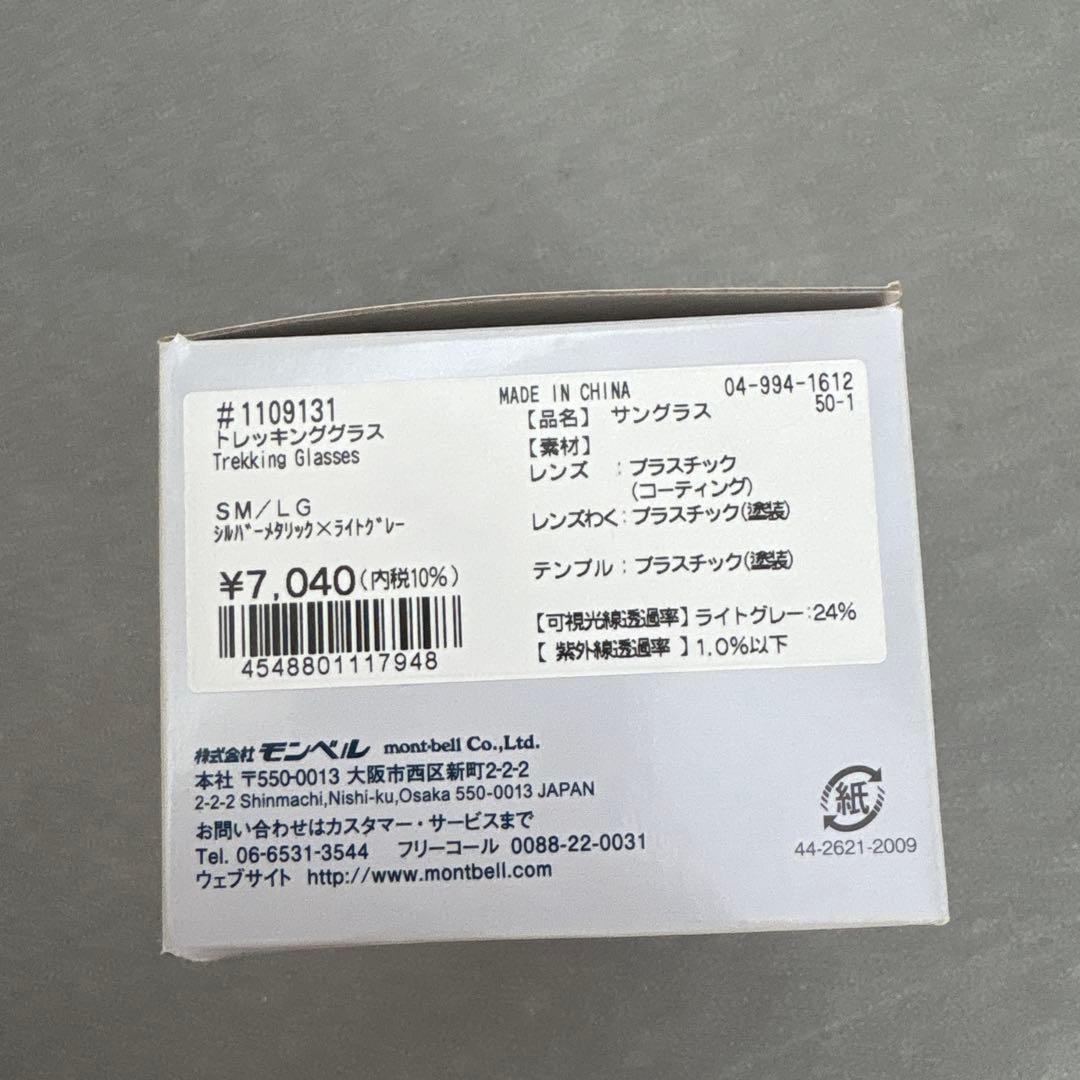 #1109131
トレッキンググラス
Trekking Glasses
SM/LG
ｼﾙﾊﾞｰﾒﾀﾘｯｸ×ﾗｲﾄｸﾞﾚｰ
¥7,040(内税10%)
4548801117948
MADE IN CHINA
04-994-1612
50-1
【品名】 サングラス
【素材】
レンズ :プラスチック
(コーティング)
レンズわく:プラスチック(塗装)
テンプル:プラスチック(塗装)
【可視光線透過率】ライトグレー:24%
【 紫外線透過率 】1.0%以下
株式会社 モンベル mont-bell Co.,Ltd.
本社 〒550-0013 大阪市西区新町2-2-2
2-2-2 Shinmachi,Nishi-ku,Osaka 550-0013 JAPAN
お問い合わせはカスタマー・サービスまで
Tel. 06-6531-3544 フリーコール 0088-22-0031
ウェブサイト http://www.montbell.com
紙
44-2621-2009